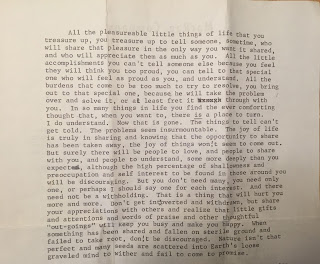 All the pleasureable little things of life that you
treasure up, you treasure up to tell someone, sometime, who
will share that pleasure in the only way you want it shared,
and who will appreciate them as much as you. All the little
accomplishments you can't tell someone else because you feel
they will think you too proud, you can tell to that special
one who will feel as proud as you, and understand. All the
burdens that come to be too much to try to resolve, you bring
out to that special one, because he will take the problem
over and solve it, or at least fret it through with
you. In so many things in life you find the ever comforting
thought that, when you want to, there is a place to turn.
I do understand. Now that is gone. The things to tell can't
get told. The problems seem insurmountable. The joy of life
is truly in sharing and knowing that the opportunity to share
has been taken away, the joy of things won't seem to come out.
But surely there will be people to love, and people to share
with you, and people to understand, some more deeply than you
expected, although the high percentage of shallowness and
preoccupation and self interest to be found in those around you
will be discouraging. But you don't need many, you need only
one, or perhaps I should say one for each interest. And there
need not be a withholding. That is a thing that will hurt you
more and more. Don't get introverted and withdrawn, but share
your appreciations with others and realize that little gifts
and attentions and words of praise and other thoughtful
"out-goings" will keep you busy and make you happy. When
something has been shared and fallen on sterile ground and
failed to take root, don't be discouraged. Nature isn't that
perfect and many seeds are scattered into Earth's loose
graveled mind to wither and fail to come to promise.